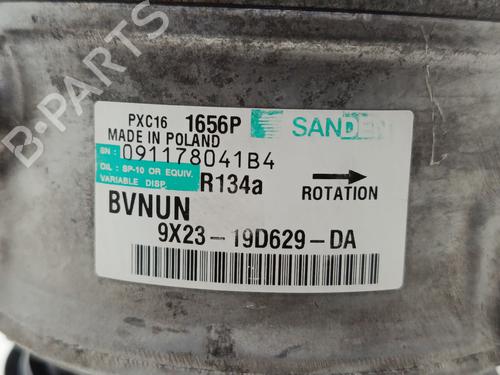 PXC16 1656P SANDEN
MADE IN POLAND
SN : 091178041B4
OIL : SP-10 OR EQUIV.
VARIABLE DISP. R134a
ROTATION
BVNUN
9X23-19D629-DA
B-PARTS